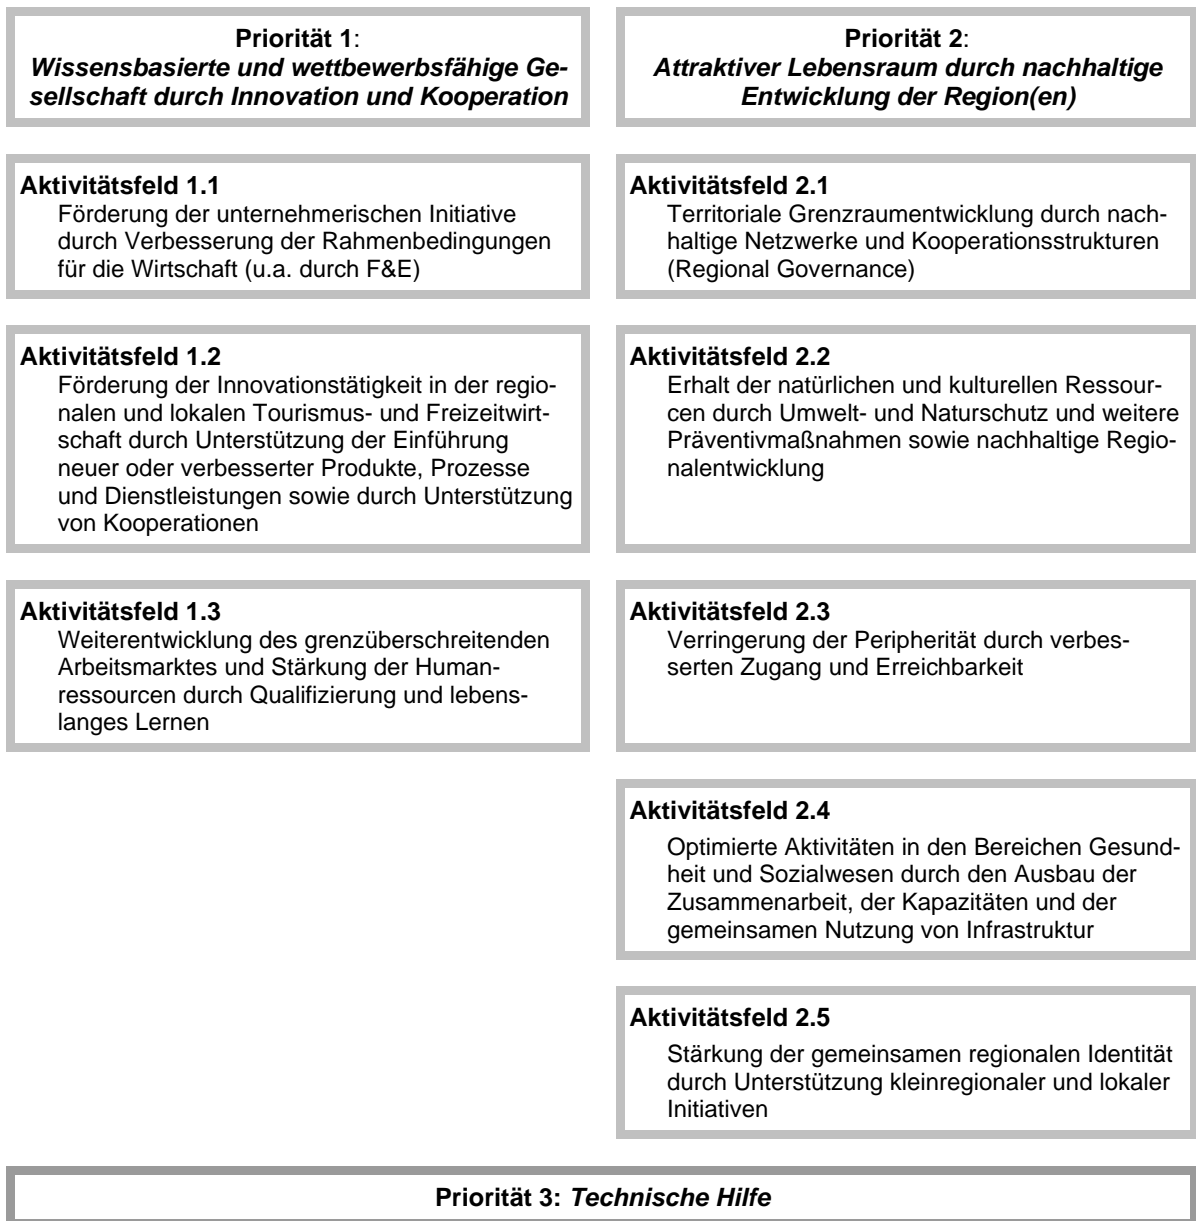 Priorität 1:
Wissensbasierte und wettbewerbsfähige Ge-
sellschaft durch Innovation und Kooperation
Priorität 2:
Attraktiver Lebensraum durch nachhaltige
Entwicklung der Region(en)
Aktivitätsfeld 1.1
Förderung der unternehmerischen Initiative
durch Verbesserung der Rahmenbedingungen
für die Wirtschaft (u.a. durch F&E)
Aktivitätsfeld 2.1
Territoriale Grenzraumentwicklung durch nach-
haltige Netzwerke und Kooperationsstrukturen
(Regional Governance)
Aktivitätsfeld 1.2
Förderung der Innovationstätigkeit in der regio-
nalen und lokalen Tourismus- und Freizeitwirt-
schaft durch Unterstützung der Einführung
neuer oder verbesserter Produkte, Prozesse
und Dienstleistungen sowie durch Unterstützung
von Kooperationen
Aktivitätsfeld 2.2
Erhalt der natürlichen und kulturellen Ressour-
cen durch Umwelt- und Naturschutz und weitere
Präventivmaßnahmen sowie nachhaltige Regio-
nalentwicklung
Aktivitätsfeld 1.3
Weiterentwicklung des grenzüberschreitenden
Arbeitsmarktes und Stärkung der Human-
ressourcen durch Qualifizierung und lebens-
langes Lernen
Aktivitätsfeld 2.3
Verringerung der Peripherität durch verbes-
serten Zugang und Erreichbarkeit
Aktivitätsfeld 2.4
Optimierte Aktivitäten in den Bereichen Gesund-
heit und Sozialwesen durch den Ausbau der
Zusammenarbeit, der Kapazitäten und der
gemeinsamen Nutzung von Infrastruktur
Aktivitätsfeld 2.5
Stärkung der gemeinsamen regionalen Identität
durch Unterstützung kleinregionaler und lokaler
Initiativen
Priorität 3: Technische Hilfe